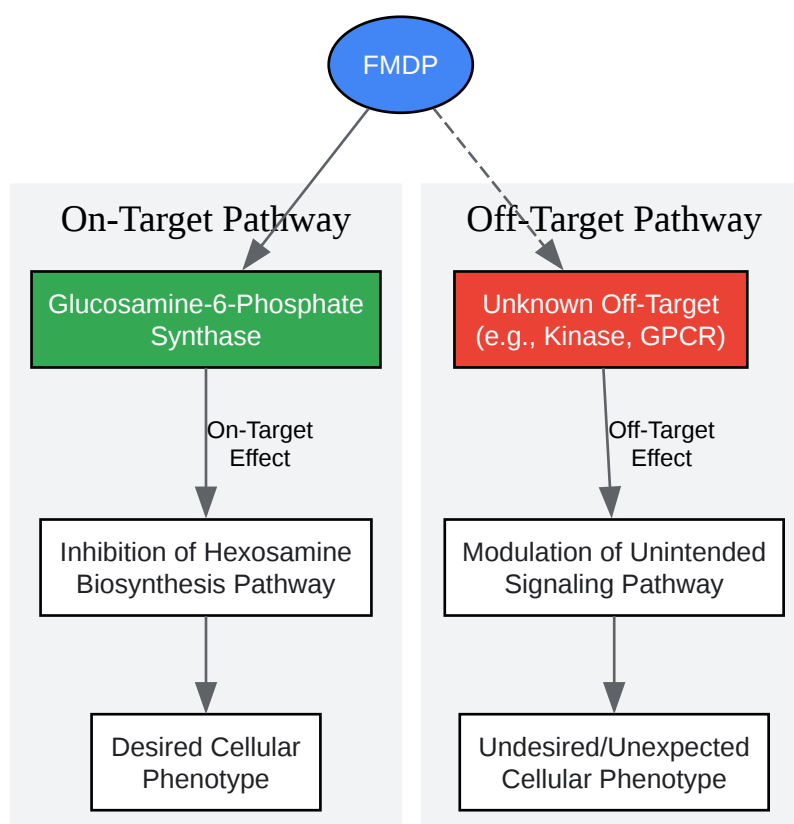 FMDP
On-Target Pathway
Glucosamine-6-Phosphate
Synthase
On-Target
Effect
Inhibition of Hexosamine
Biosynthesis Pathway
Desired Cellular
Phenotype
Off-Target Pathway
Unknown Off-Target
(e.g., Kinase, GPCR)
Off-Target
Effect
Modulation of Unintended
Signaling Pathway
Undesired/Unexpected
Cellular Phenotype